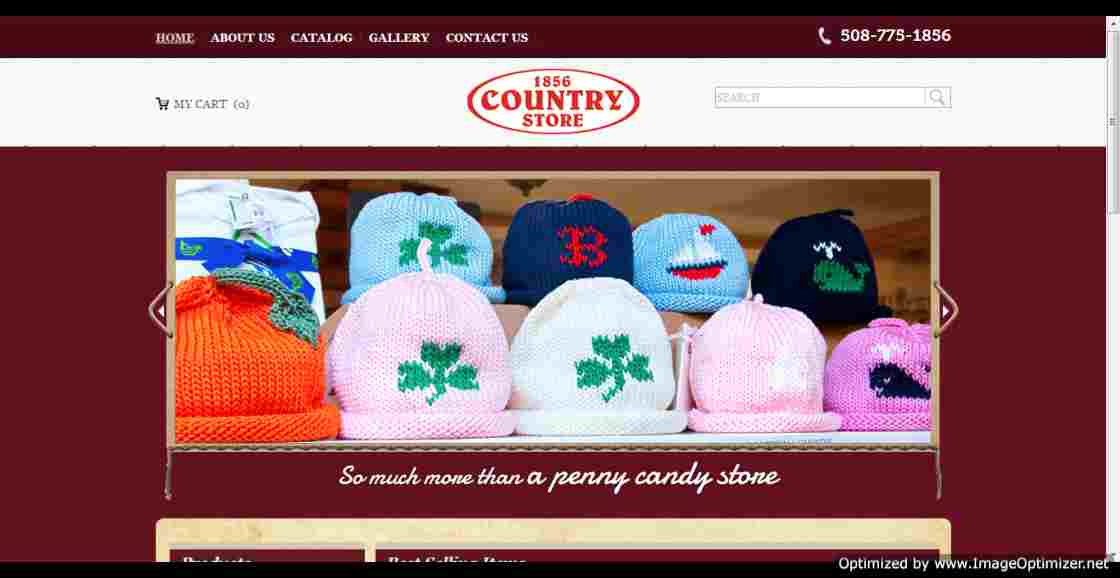 HOME ABOUT US CATALOG GALLERY CONTACT US
508-775-1856
MY CART (0)
1856
COUNTRY
STORE
SEARCH
B
So much more than a penny candy store
Products
Best Selling Items
Optimized by www.ImageOptimizer.net